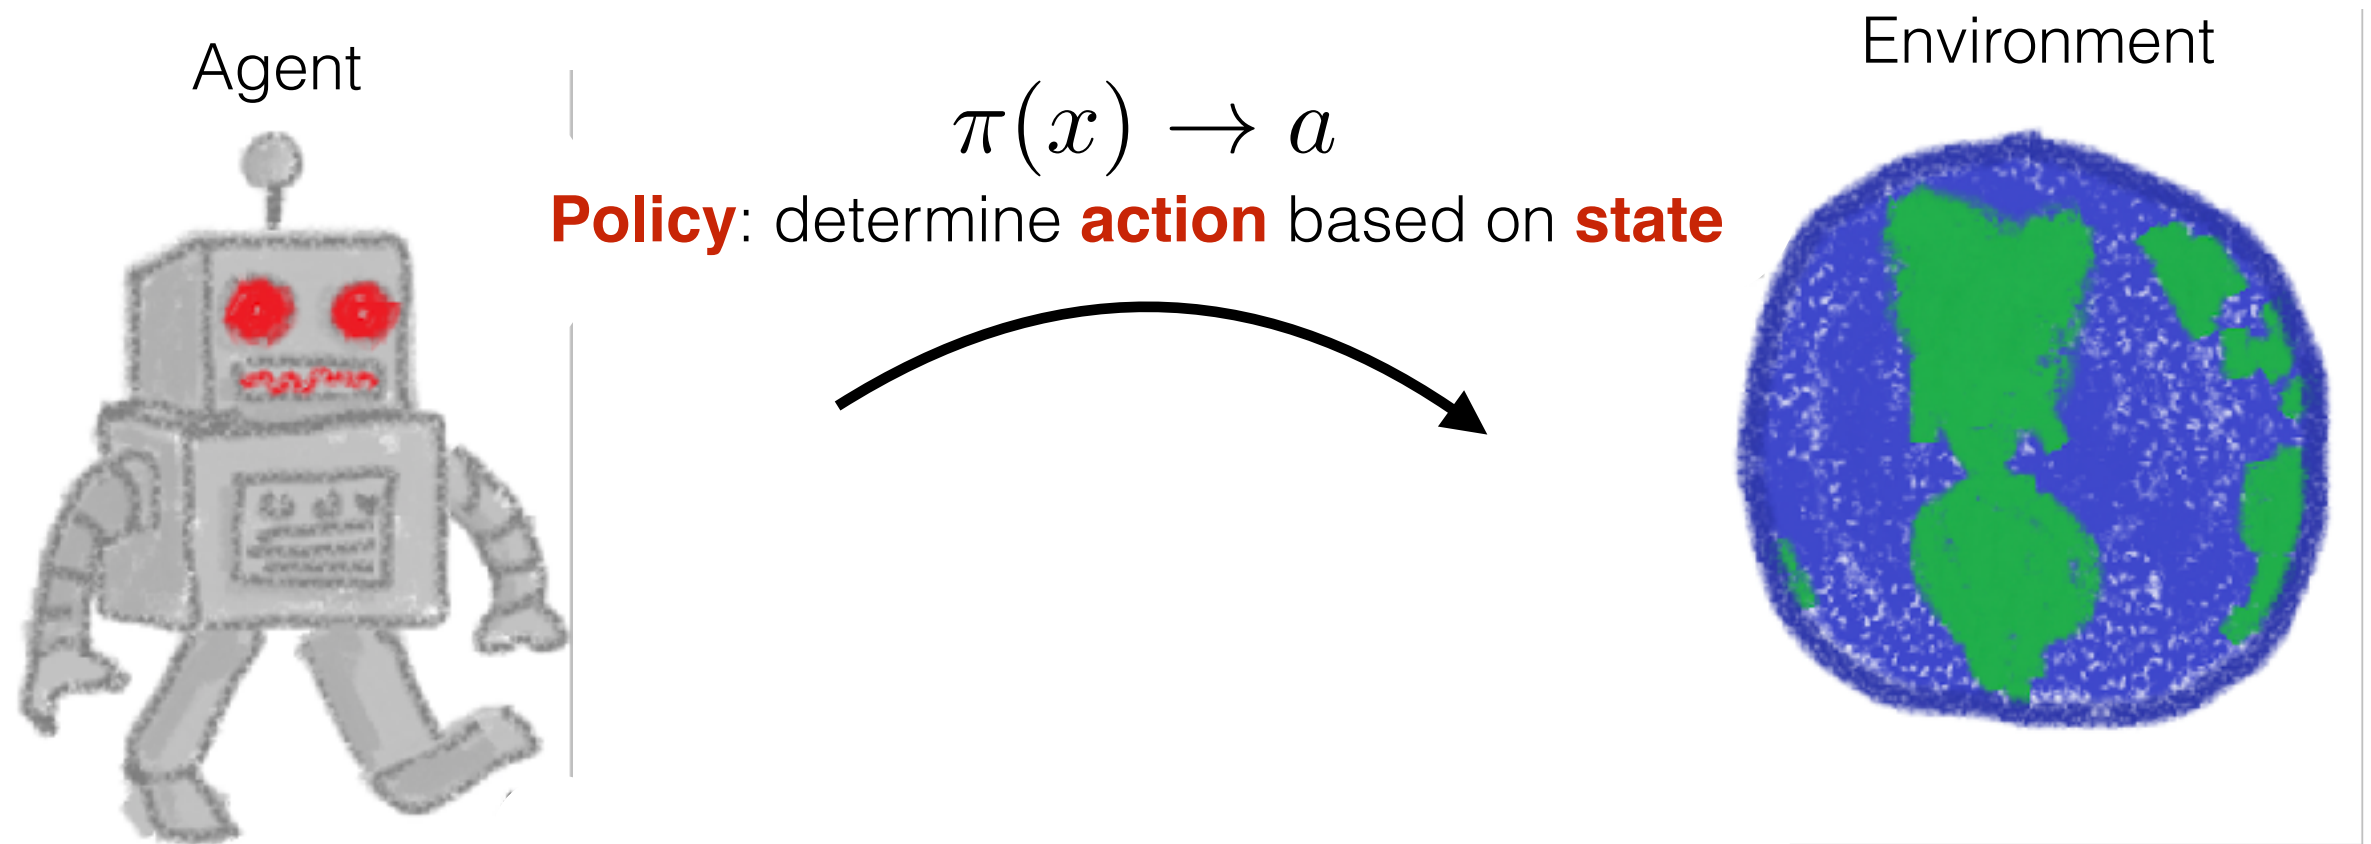 Agent
Environment
π(x) → a
Policy: determine action based on state